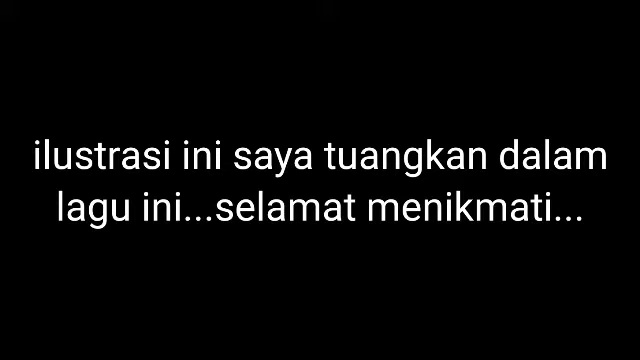 ilustrasi ini saya tuangkan dalam
lagu ini...selamat menikmati...